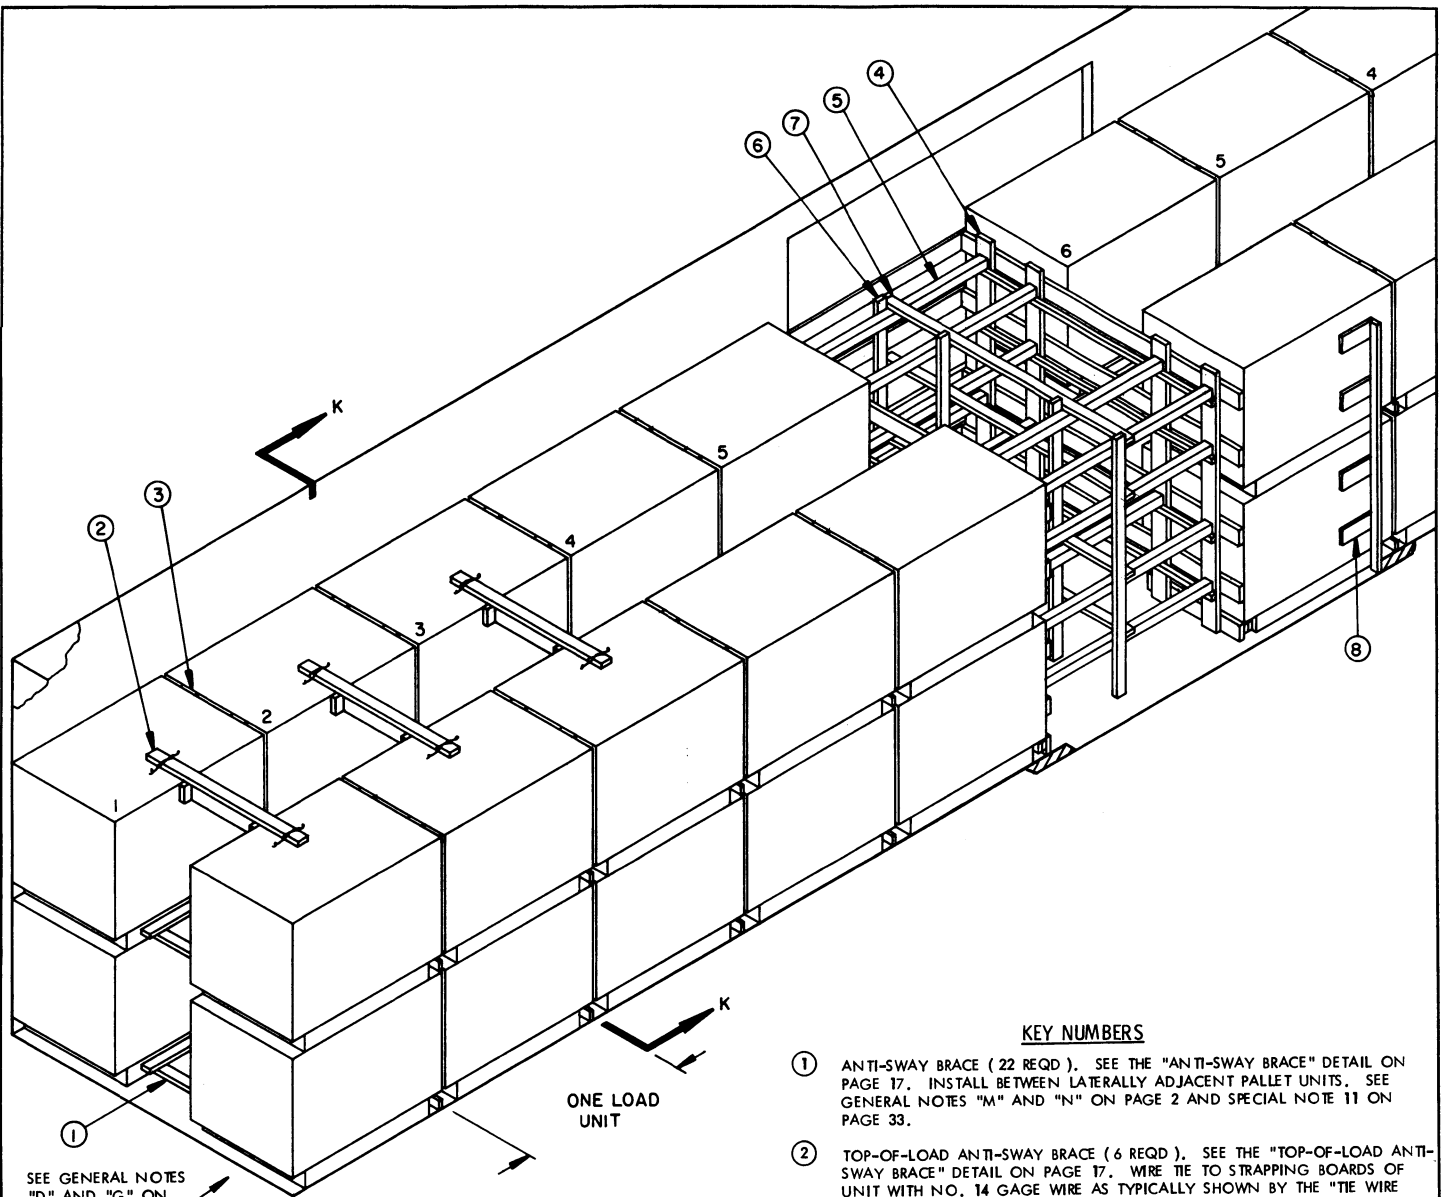 4
4
5
5
7
6
6
K
3
5
2
4
3
2
8
1
K
KEY NUMBERS
1 ANTI-SWAY BRACE (22 REQD). SEE THE "ANTI-SWAY BRACE" DETAIL ON
PAGE 17. INSTALL BETWEEN LATERALLY ADJACENT PALLET UNITS. SEE
GENERAL NOTES "M" AND "N" ON PAGE 2 AND SPECIAL NOTE 11 ON
PAGE 33.
ONE LOAD
UNIT
1
2 TOP-OF-LOAD ANTI-SWAY BRACE (6 REQD). SEE THE "TOP-OF-LOAD ANTI-
SWAY BRACE" DETAIL ON PAGE 17. WIRE TIE TO STRAPPING BOARDS OF
UNIT WITH NO. 14 GAGE WIRE AS TYPICALLY SHOWN BY THE "TIE WIRE
SEE GENERAL NOTES
"D" AND "G" ON